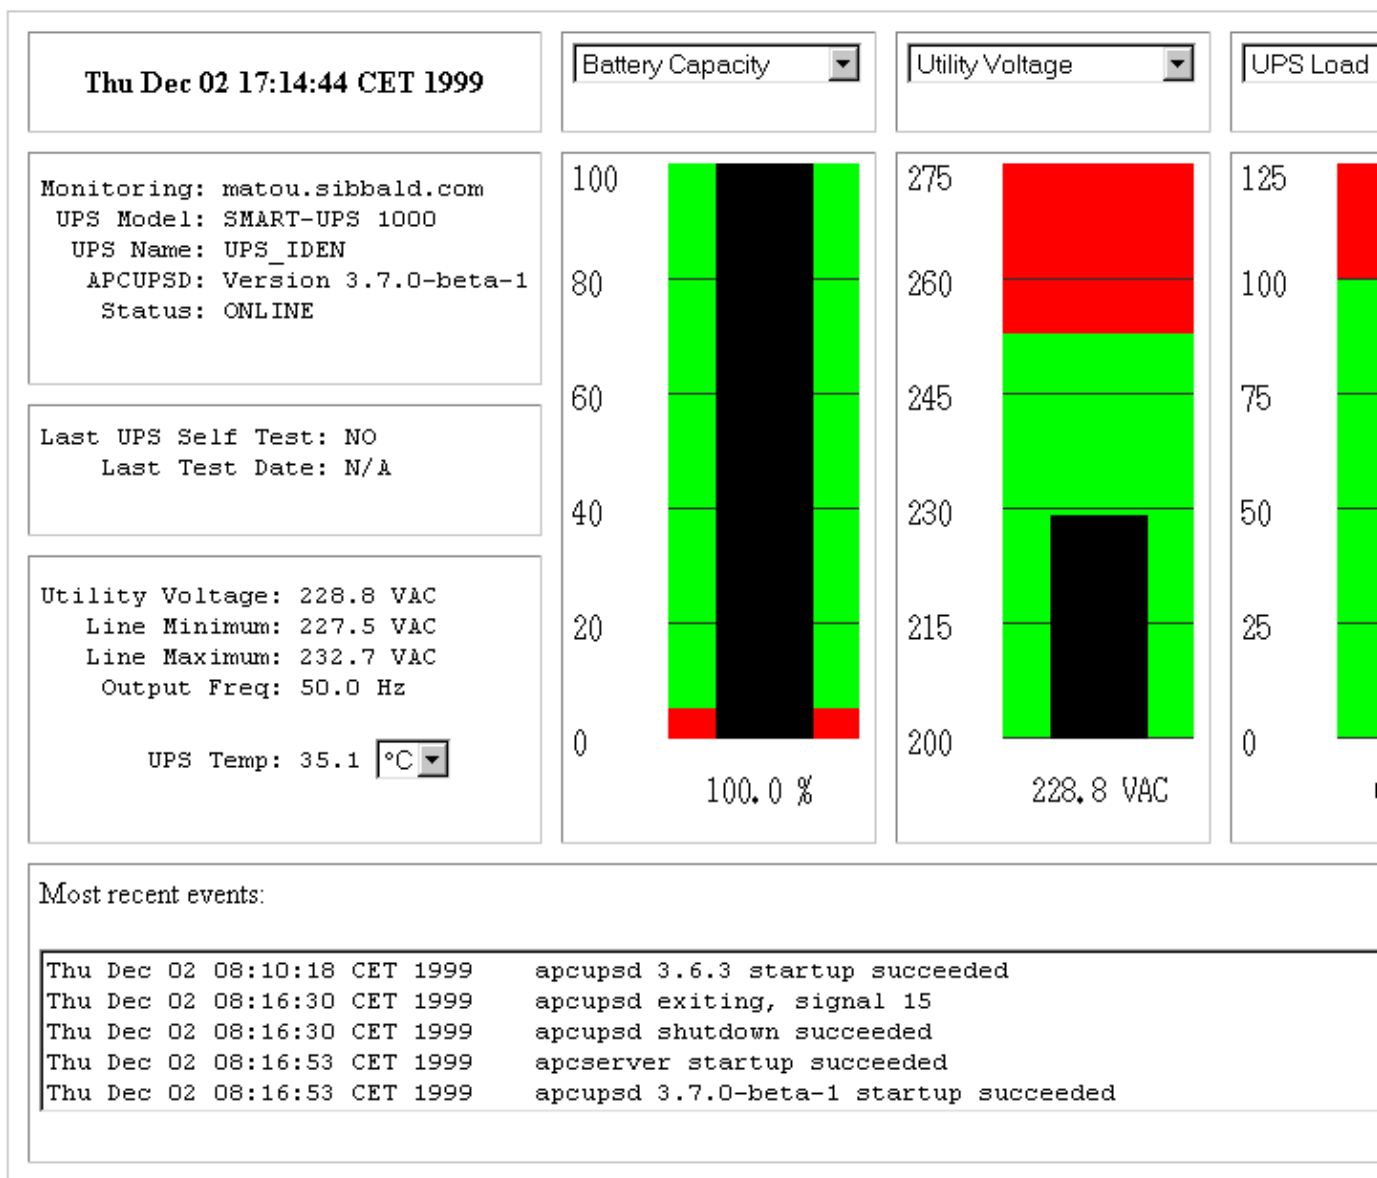 Thu Dec 02 17:14:44 CET 1999
Battery Capacity
Utility Voltage
UPS Load
Monitoring: matou.sibbald.com
UPS Model: SMART-UPS 1000
UPS Name: UPS_IDEN
APCUPSD: Version 3.7.0-beta-1
Status: ONLINE
Last UPS Self Test: NO
Last Test Date: N/A
Utility Voltage: 228.8 VAC
Line Minimum: 227.5 VAC
Line Maximum: 232.7 VAC
Output Freq: 50.0 Hz
UPS Temp: 35.1 °C
100
80
60
40
20
0
100.0 %
275
260
245
230
215
200
228.8 VAC
125
100
75
50
25
0
Most recent events:
Thu Dec 02 08:10:18 CET 1999 apcupsd 3.6.3 startup succeeded
Thu Dec 02 08:16:30 CET 1999 apcupsd exiting, signal 15
Thu Dec 02 08:16:30 CET 1999 apcupsd shutdown succeeded
Thu Dec 02 08:16:53 CET 1999 apcserver startup succeeded
Thu Dec 02 08:16:53 CET 1999 apcupsd 3.7.0-beta-1 startup succeeded